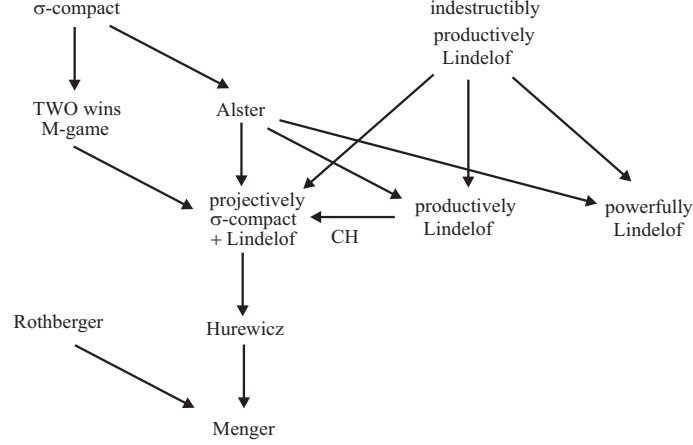 σ-compact
indestructibly
productively
Lindelof
TWO wins
M-game
Alster
projectively
σ-compact
+ Lindelof
CH
productively
Lindelof
powerfully
Lindelof
Rothberger
Hurewicz
Menger